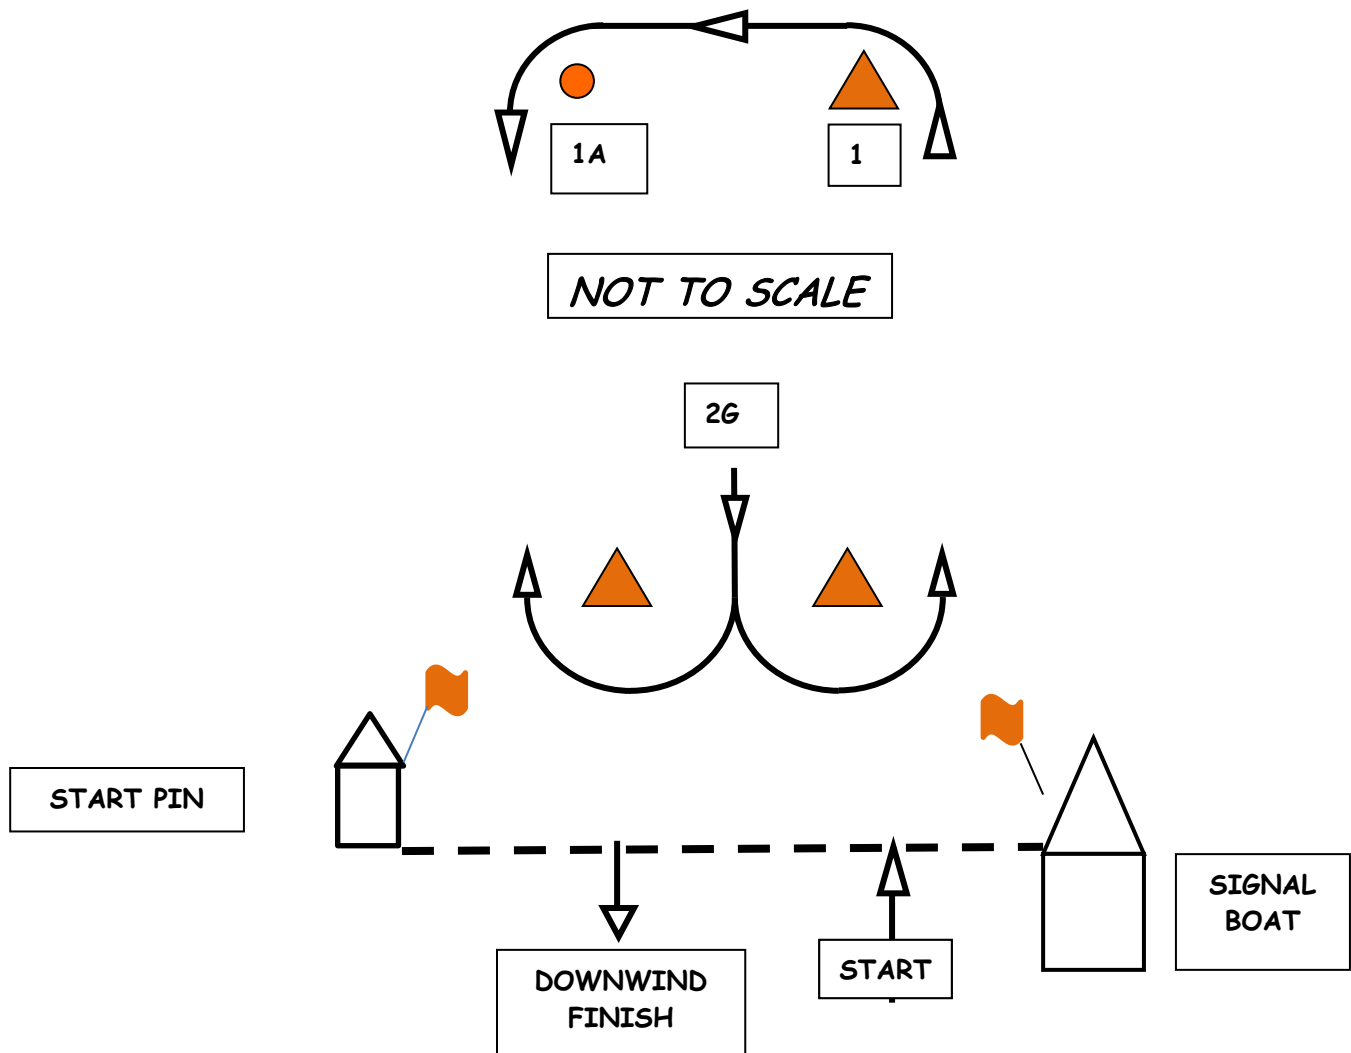 1A
1
NOT TO SCALE
2G
START PIN
SIGNAL
BOAT
START
DOWNWIND
FINISH